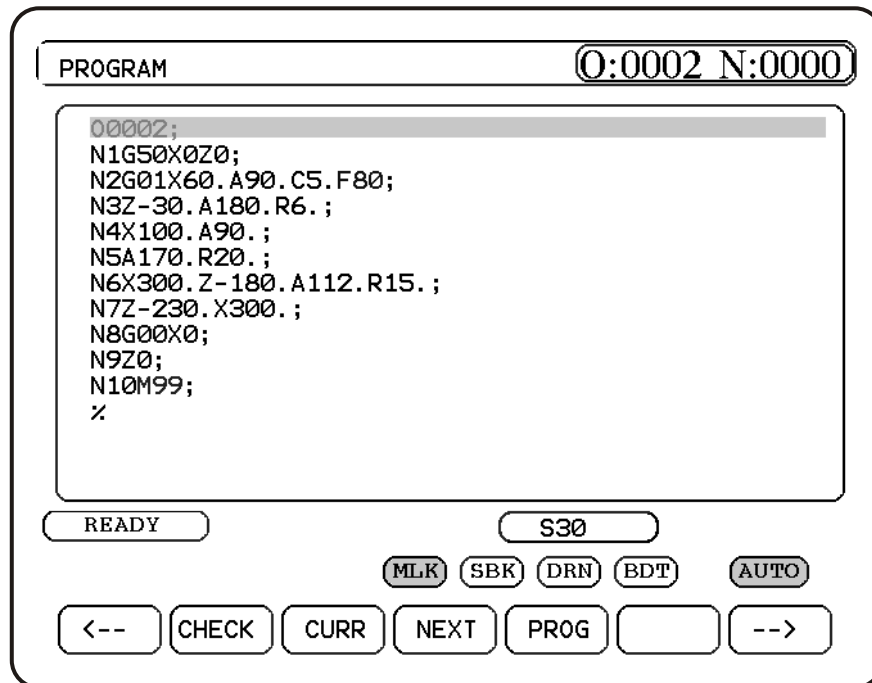 PROGRAM O:0002 N:0000
O0002;
N1G50X0Z0;
N2G01X60.A90.C5.F80;
N3Z-30.A180.R6.;
N4X100.A90.;
N5A170.R20.;
N6X300.Z-180.A112.R15.;
N7Z-230.X300.;
N8G00X0;
N9Z0;
N10M99;
%
READY S30
MLK SBK DRN BDT AUTO
<-- CHECK CURR NEXT PROG -->